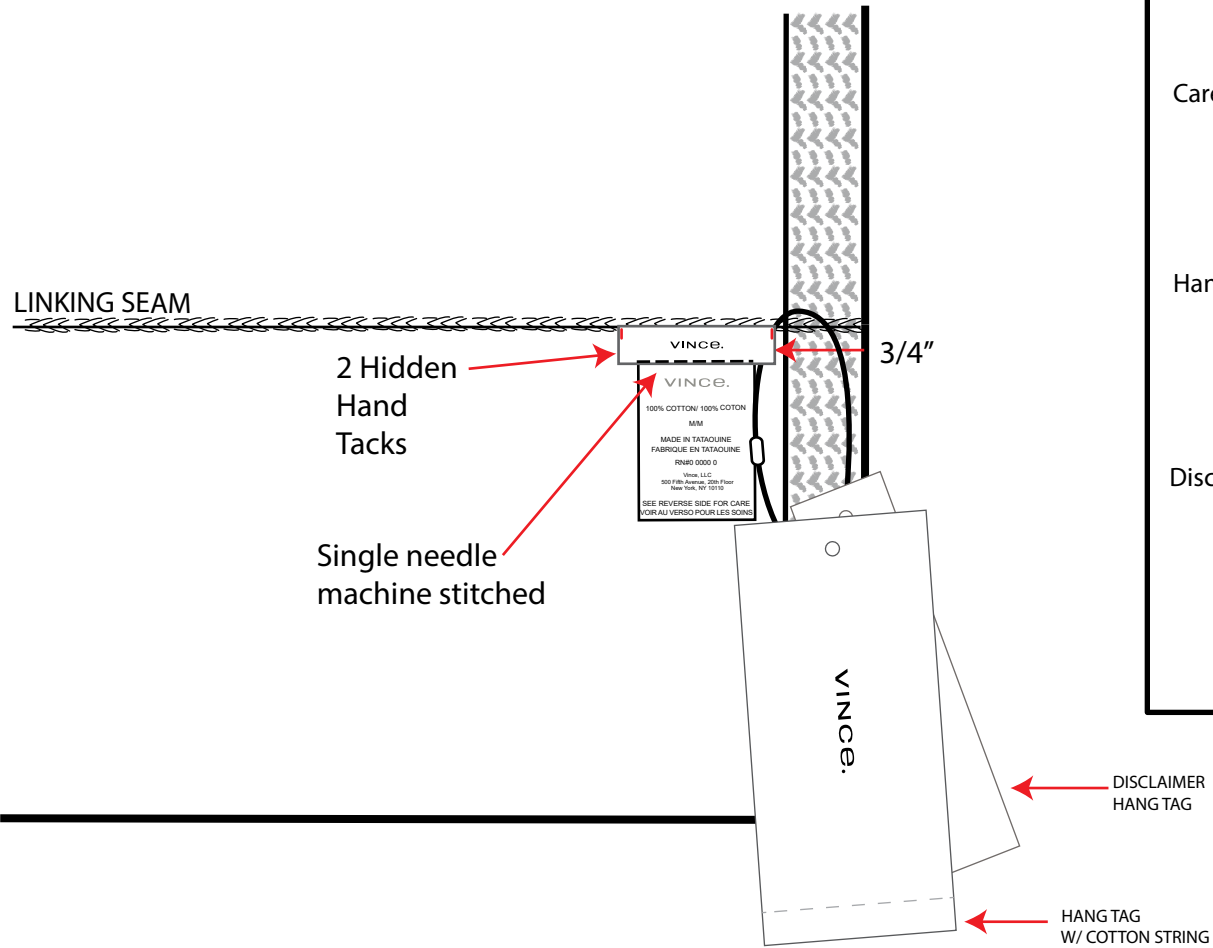 LINKING SEAM
2 Hidden
Hand
Tacks
3/4"
VINCE.
VINCE.
100% COTTON/ 100% COTON
M/M
MADE IN TATAOUINE
FABRIQUE EN TATAOUINE
RN#0 0000 0
Vince, LLC
500 Fifth Avenue, 20th Floor
New York, NY 10110
SEE REVERSE SIDE FOR CARE
VOIR AU VERSO POUR LES SOINS
Single needle
machine stitched
VINCE.
DISCLAIMER
HANG TAG
HANG TAG
W/ COTTON STRING